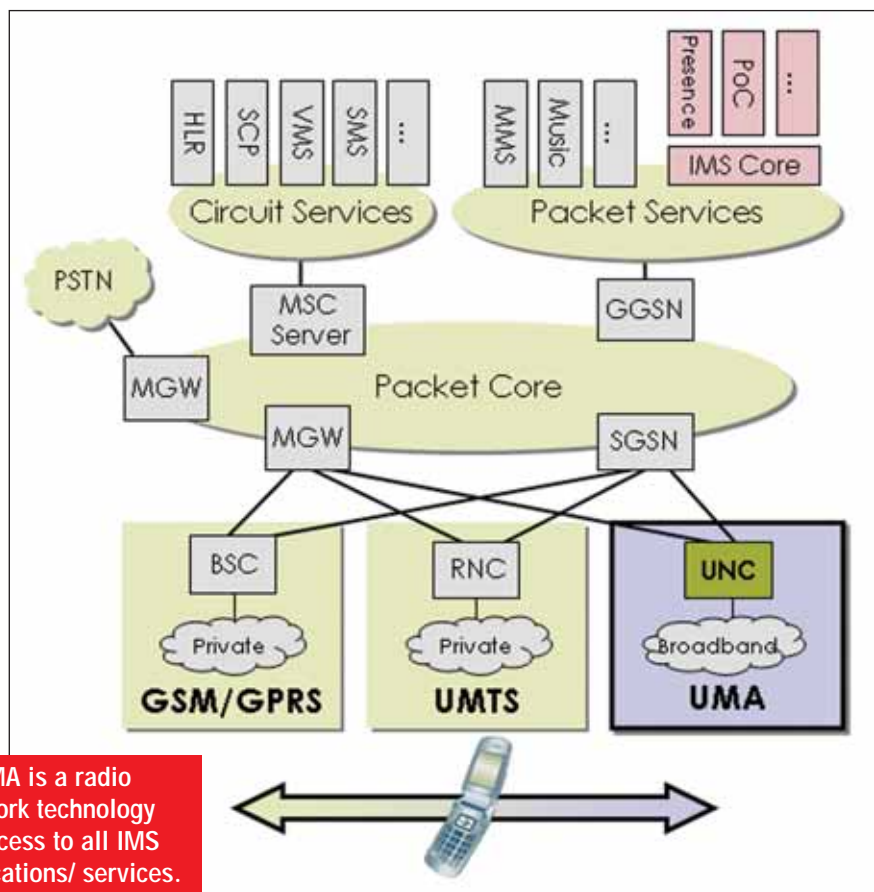 HLR
SCP
VMS
SMS
...
MMS
Music
...
Presence
PoC
...
IMS Core
Circuit Services
Packet Services
PSTN
MSC
Server
GGSN
MGW
Packet Core
MGW
SGSN
BSC
RNC
UNC
Private
Private
Broadband
GSM/GPRS
UMTS
UMA
MA is a radio
ork technology
cess to all IMS
cations/ services.